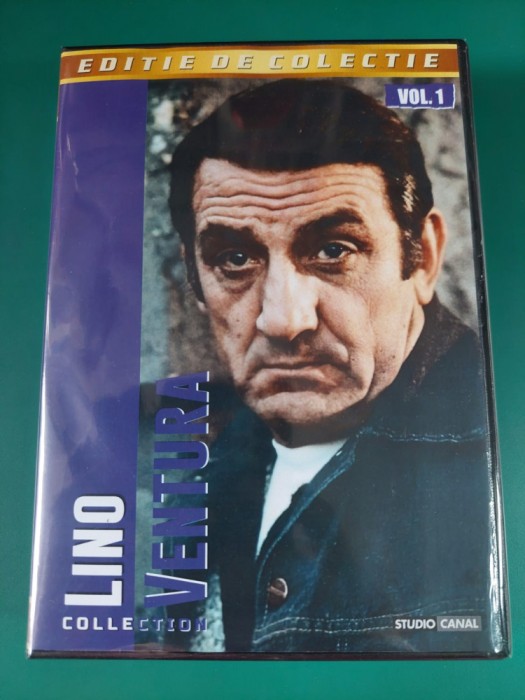 EDITIE DE COLECTIE
VOL. 1
LINO
VENTURA
COLLECTION
STUDIO CANAL